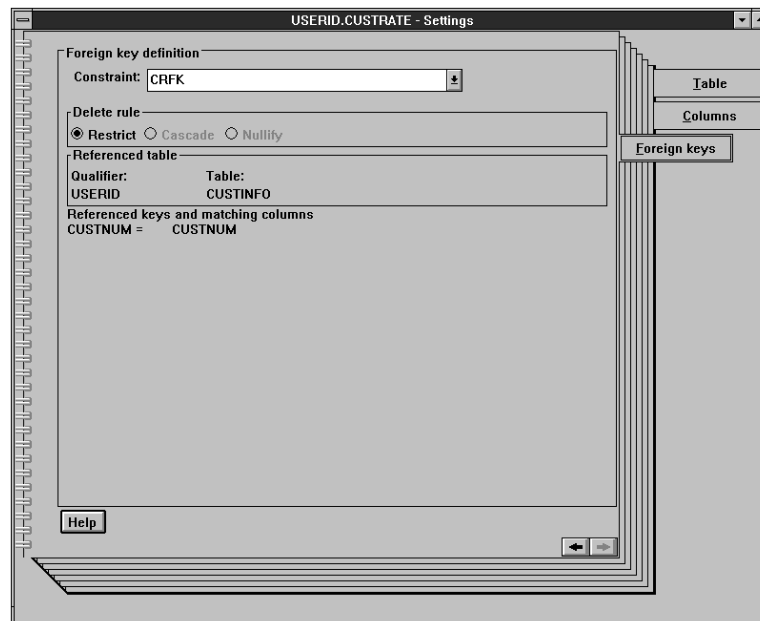 USERID.CUSTRATE - Settings
Foreign key definition
Constraint: CRFK
Delete rule
Restrict Cascade Nullify
Referenced table
Qualifier: Table:
USERID CUSTINFO
Referenced keys and matching columns
CUSTNUM = CUSTNUM
Help
Table
Columns
Foreign keys